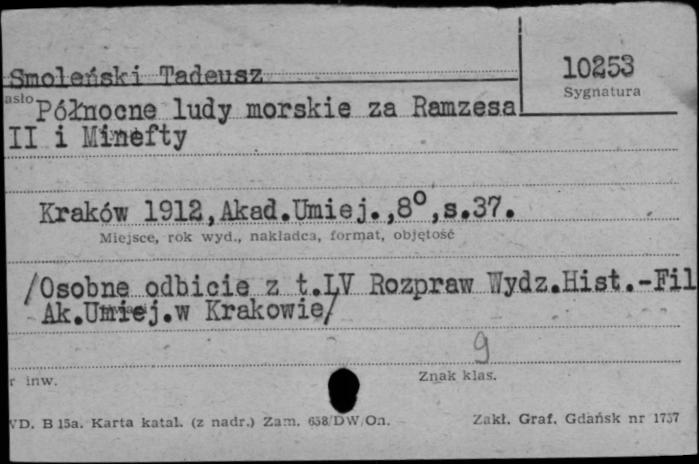 Smoleński Tadeusz
10253
Sygnatura
asło
Północne ludy morskie za Ramzesa
II i Minefty
Kraków 1912,Akad.Umiej.,8°,s.37.
Miejsce, rok wyd., nakładca, format, objętość
/Osobne odbicie z t.LV Rozpraw Wydz.Hist.-Fil
Ak.Umiej.w Krakowie/
9
r inw.
Znak klas.
VD. B 15a. Karta katal. (z nadr.) Zam. 658/DW/On.
Zakł. Graf. Gdańsk nr 1737